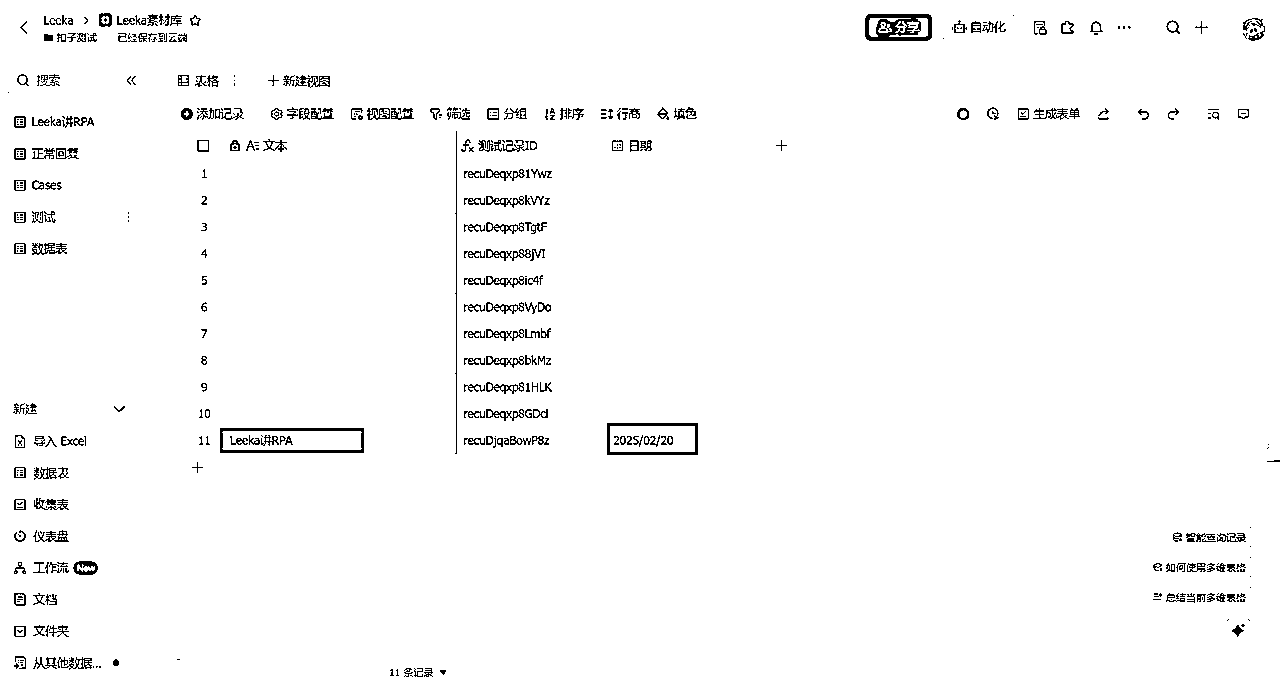 Leeka > Leeka素材库
扣子测试 已经保存到云端
分享 自动化
搜索
表格 新建视图
添加记录 字段配置 视图配置 筛选 分组 排序 行高 填色 生成表单
Leeka讲RPA
正常回复
Cases
测试
数据表
文本 测试记录ID 日期
1 recuDeqxp81Ywz
2 recuDeqxp8kVYz
3 recuDeqxp8TgtF
4 recuDeqxp88jVI
5 recuDeqxp8ic4f
6 recuDeqxp8VyDo
7 recuDeqxp8Lmbf
8 recuDeqxp8bkMz
9 recuDeqxp81HLK
10 recuDeqxp8GDcl
11 Leeka讲RPA recuDjqaBowP8z 2025/02/20
新建
导入 Excel
数据表
收集表
仪表盘
工作流 New
文档
文件夹
从其他数据...
智能查询记录
如何使用多维表格
总结当前多维表格
11 条记录